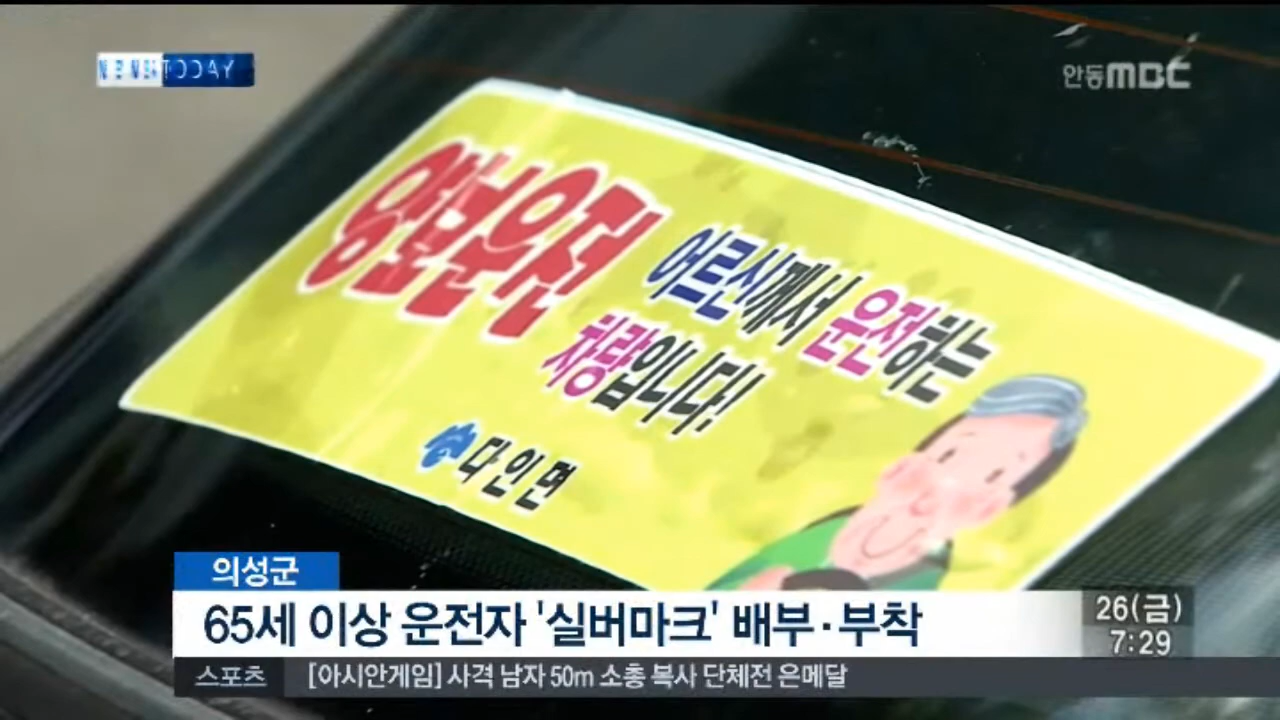 NEWS TODAY
안동MBC
양보운전
어르신께서 운전하는
차량입니다!
다인면
의성군
65세 이상 운전자 '실버마크' 배부·부착
26(금)
7:29
스포츠 [아시안게임] 사격 남자 50m 소총 복사 단체전 은메달